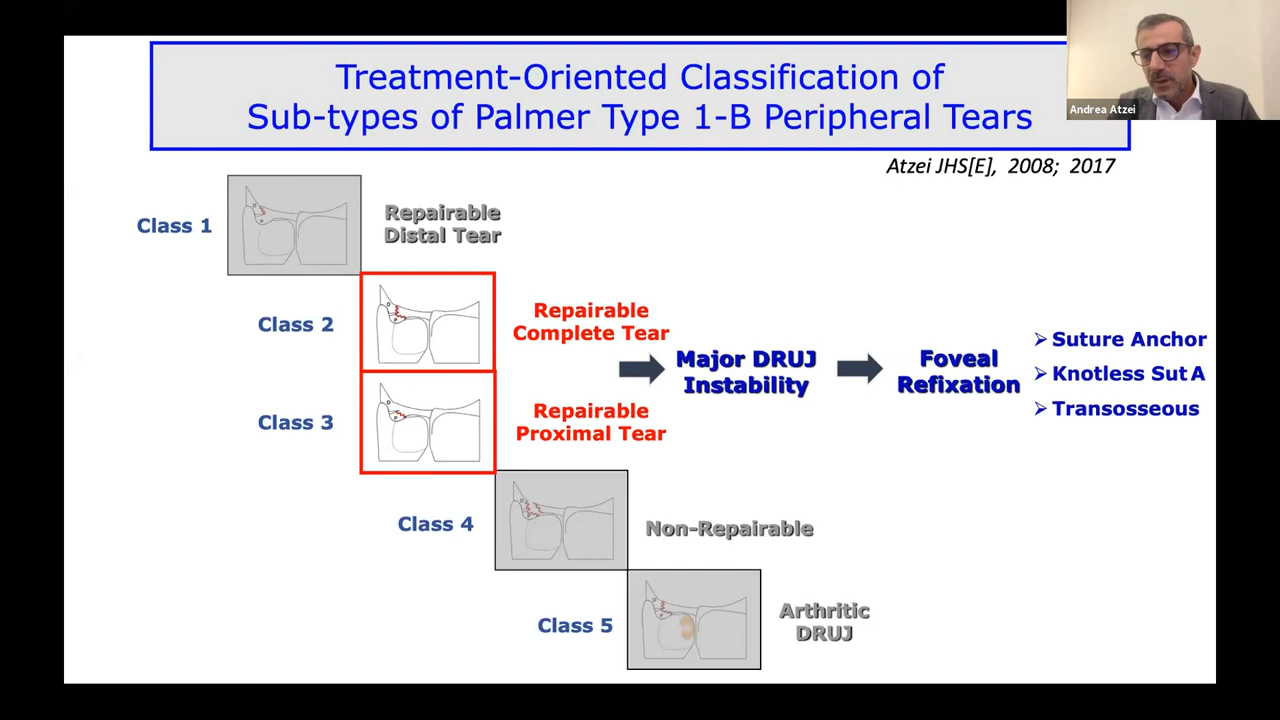 Treatment-Oriented Classification of
Sub-types of Palmer Type 1-B Peripheral Tears
Andrea Atzei
Atzei JHS[E], 2008; 2017
Class 1
Repairable
Distal Tear
Class 2
Repairable
Complete Tear
Class 3
Repairable
Proximal Tear
Major DRUJ
Instability
Foveal
Refixation
➢ Suture Anchor
➢ Knotless Sut A
➢ Transosseous
Class 4
Non-Repairable
Class 5
Arthritic
DRUJ